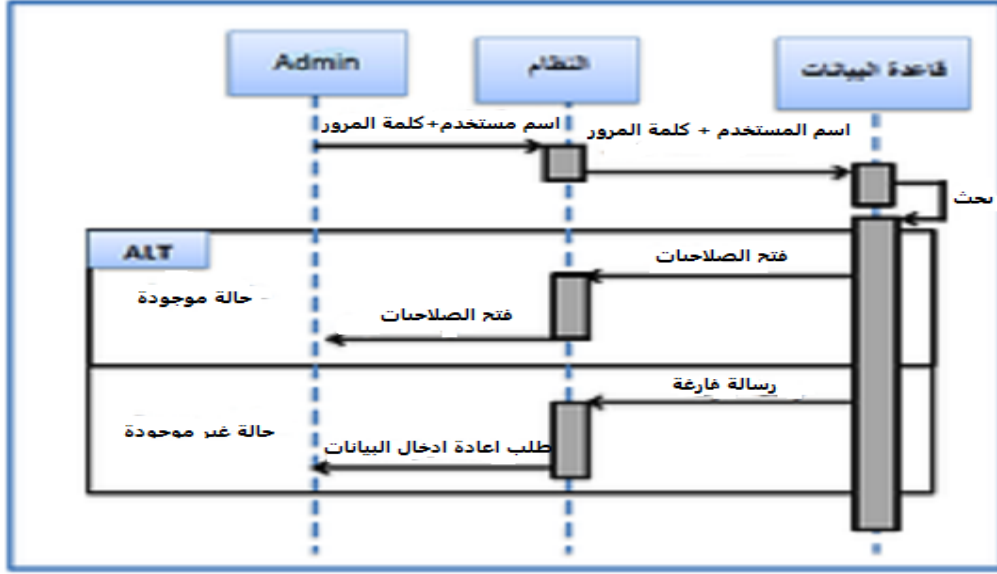 Admin
النظام
قاعدة البيانات
اسم مستخدم+كلمة المرور
اسم المستخدم + كلمة المرور
بحث
ALT
فتح الصلاحيات
حالة موجودة
فتح الصلاحيات
رسالة فارغة
حالة غير موجودة
طلب اعادة ادخال البيانات